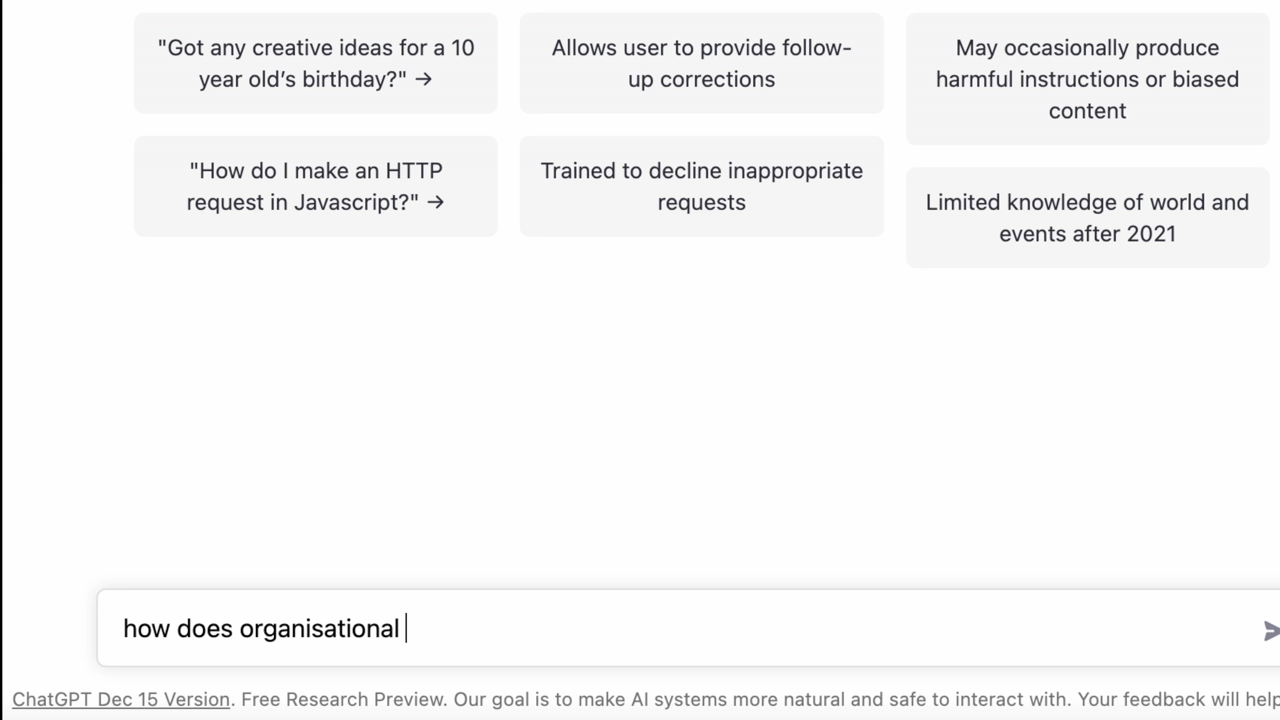 "Got any creative ideas for a 10
year old's birthday?" →
Allows user to provide follow-
up corrections
May occasionally produce
harmful instructions or biased
content
"How do I make an HTTP
request in Javascript?" →
Trained to decline inappropriate
requests
Limited knowledge of world and
events after 2021
how does organisational
ChatGPT Dec 15 Version. Free Research Preview. Our goal is to make AI systems more natural and safe to interact with. Your feedback will help